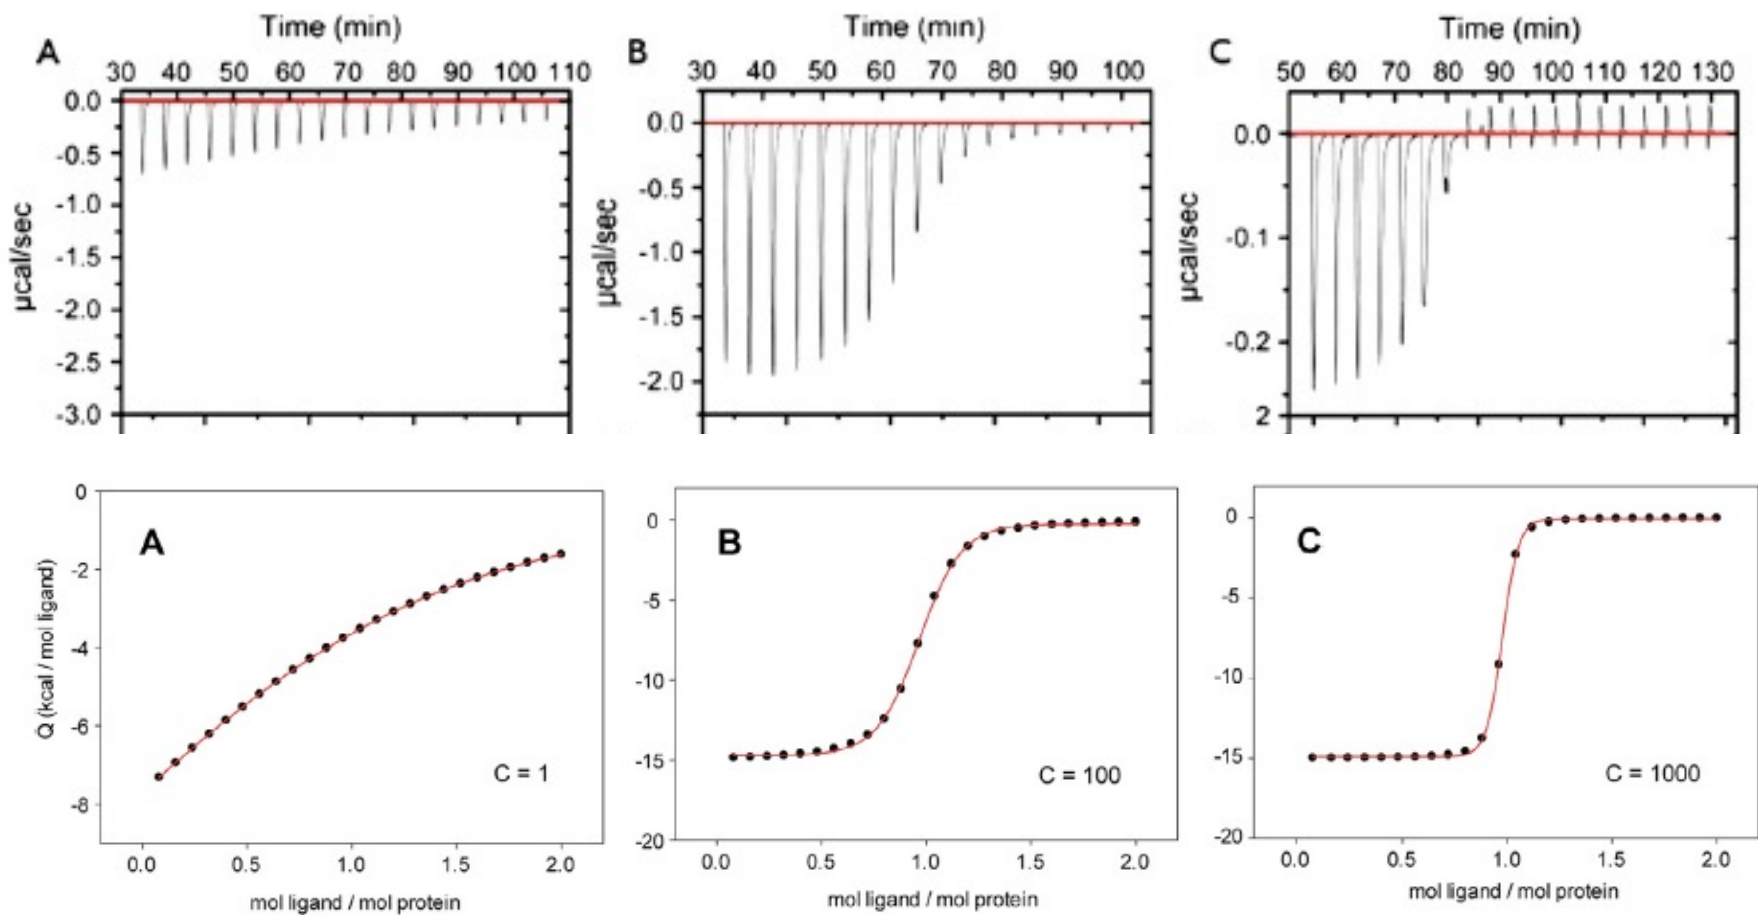 A
Time (min)
30 40 50 60 70 80 90 100 110
0.0
-0.5
-1.0
-1.5
-2.0
-2.5
-3.0
µcal/sec
B
Time (min)
30 40 50 60 70 80 90 100
0.0
-0.5
-1.0
-1.5
-2.0
µcal/sec
C
Time (min)
50 60 70 80 90 100 110 120 130
0.0
-0.1
-0.2
2
µcal/sec
A
0
-2
-4
-6
-8
Q (kcal / mol ligand)
C = 1
0.0 0.5 1.0 1.5 2.0
mol ligand / mol protein
B
0
-5
-10
-15
-20
C = 100
0.0 0.5 1.0 1.5 2.0
mol ligand / mol protein
C
0
-5
-10
-15
-20
C = 1000
0.0 0.5 1.0 1.5 2.0
mol ligand / mol protein